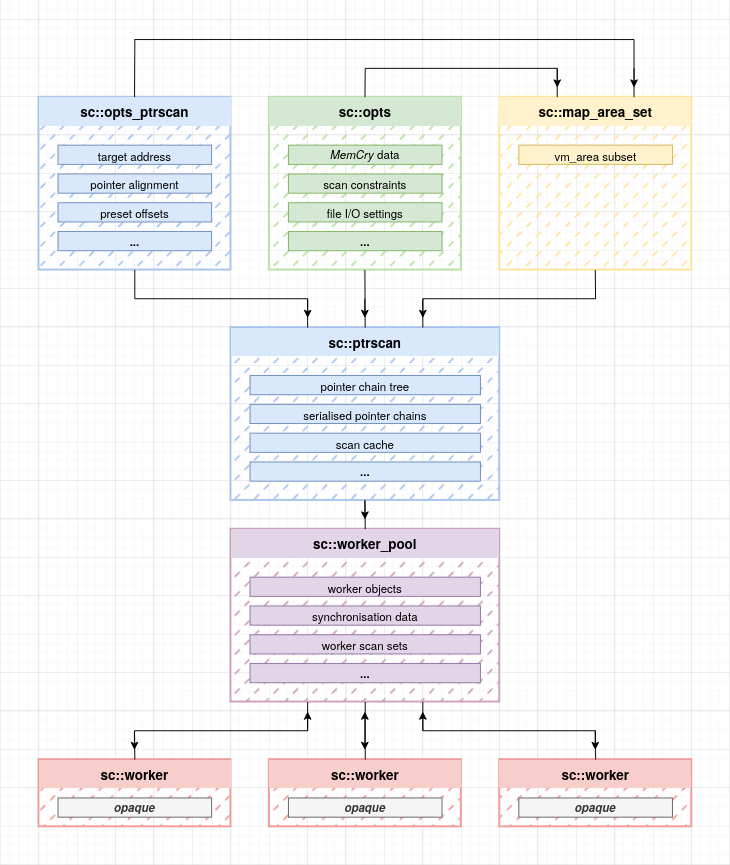 sc::opts_ptrscan
target address
pointer alignment
preset offsets
...
sc::opts
MemCry data
scan constraints
file I/O settings
...
sc::map_area_set
vm_area subset
sc::ptrscan
pointer chain tree
serialised pointer chains
scan cache
...
sc::worker_pool
worker objects
synchronisation data
worker scan sets
...
sc::worker
opaque
sc::worker
opaque
sc::worker
opaque